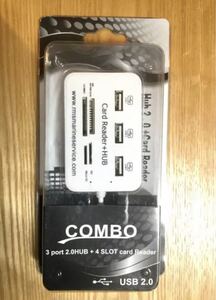 Hub 2.0+Card Reader
www.rmsmarineservice.com
Card Reader+HUB
COMBO
3 port 2.0HUB + 4 SLOT card Reader
USB 2.0